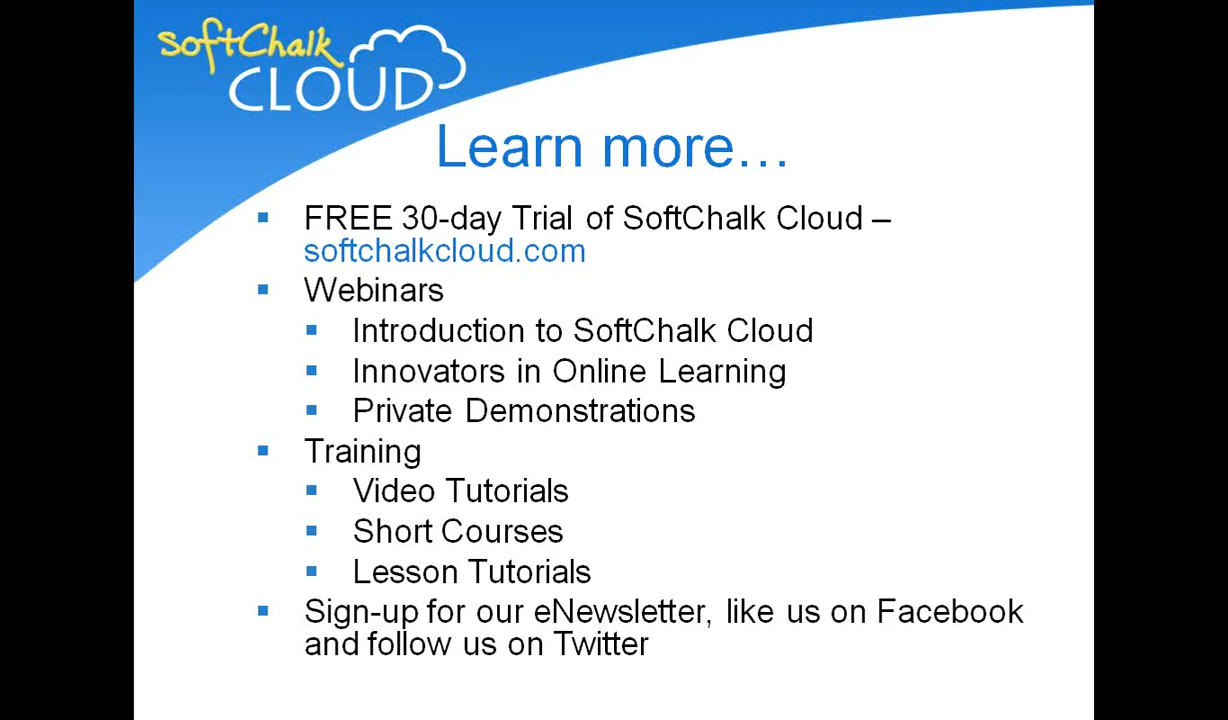 softChalk
CLOUD
Learn more…
FREE 30-day Trial of SoftChalk Cloud –
softchalkcloud.com
Webinars
Introduction to SoftChalk Cloud
Innovators in Online Learning
Private Demonstrations
Training
Video Tutorials
Short Courses
Lesson Tutorials
Sign-up for our eNewsletter, like us on Facebook
and follow us on Twitter